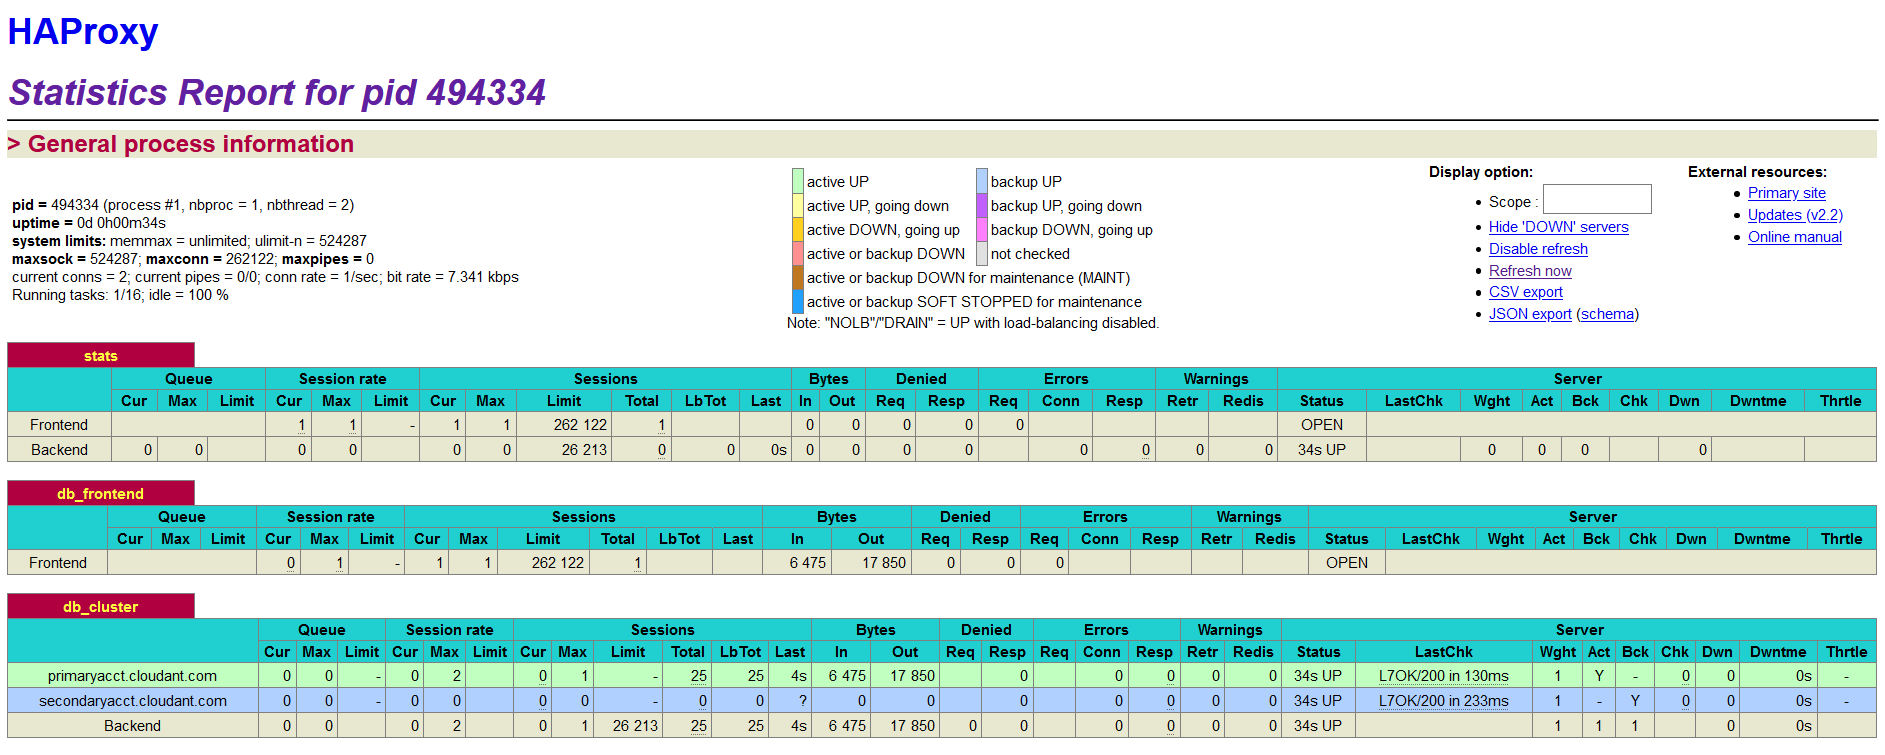 HAProxy
Statistics Report for pid 494334
> General process information
pid = 494334 (process #1, nbproc = 1, nbthread = 2)
uptime = 0d 0h00m34s
system limits: memmax = unlimited; ulimit-n = 524287
maxsock = 524287; maxconn = 262122; maxpipes = 0
current conns = 2; current pipes = 0/0; conn rate = 1/sec; bit rate = 7.341 kbps
Running tasks: 1/16; idle = 100 %
active UP backup UP
active UP, going down backup UP, going down
active DOWN, going up backup DOWN, going up
active or backup DOWN not checked
active or backup DOWN for maintenance (MAINT)
active or backup SOFT STOPPED for maintenance
Note: "NOLB"/"DRAIN" = UP with load-balancing disabled.
Display option:
Scope :
Hide 'DOWN' servers
Disable refresh
Refresh now
CSV export
JSON export (schema)
External resources:
Primary site
Updates (v2.2)
Online manual
stats
Queue Session rate Sessions Bytes Denied Errors Warnings Server
Cur Max Limit Cur Max Limit Cur Max Limit Total LbTot Last In Out Req Resp Req Conn Resp Retr Redis Status LastChk Wght Act Bck Chk Dwn Dwntme Thrtle
Frontend 1 1 - 1 1 262 122 1 0 0 0 0 0 OPEN
Backend 0 0 0 0 0 0 26 213 0 0 0s 0 0 0 0 0 0 0 0 34s UP 0 0 0 0
db_frontend
Queue Session rate Sessions Bytes Denied Errors Warnings Server
Cur Max Limit Cur Max Limit Cur Max Limit Total LbTot Last In Out Req Resp Req Conn Resp Retr Redis Status LastChk Wght Act Bck Chk Dwn Dwntme Thrtle
Frontend 0 1 - 1 1 262 122 1 6 475 17 850 0 0 0 OPEN
db_cluster
Queue Session rate Sessions Bytes Denied Errors Warnings Server
Cur Max Limit Cur Max Limit Cur Max Limit Total LbTot Last In Out Req Resp Req Conn Resp Retr Redis Status LastChk Wght Act Bck Chk Dwn Dwntme Thrtle
primaryacct.cloudant.com 0 0 - 0 2 0 1 - 25 25 4s 6 475 17 850 0 0 0 0 0 34s UP L7OK/200 in 130ms 1 Y - 0 0 0s -
secondaryacct.cloudant.com 0 0 - 0 0 0 0 - 0 0 ? 0 0 0 0 0 0 0 34s UP L7OK/200 in 233ms 1 - Y 0 0 0s -
Backend 0 0 0 2 0 1 26 213 25 25 4s 6 475 17 850 0 0 0 0 0 0 34s UP 1 1 1 0 0s